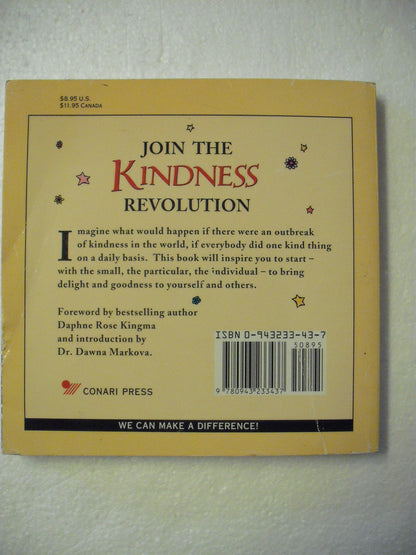 $8.95 U.S.
$11.95 CANADA
JOIN THE
KINDNESS
REVOLUTION
Imagine what would happen if there were an outbreak
of kindness in the world, if everybody did one kind thing
on a daily basis. This book will inspire you to start –
with the small, the particular, the individual – to bring
delight and goodness to yourself and others.
Foreword by bestselling author
Daphne Rose Kingma
and introduction by
Dr. Dawna Markova.
CONARI PRESS
ISBN 0-943233-43-7
50895
9 780943 233437
WE CAN MAKE A DIFFERENCE!